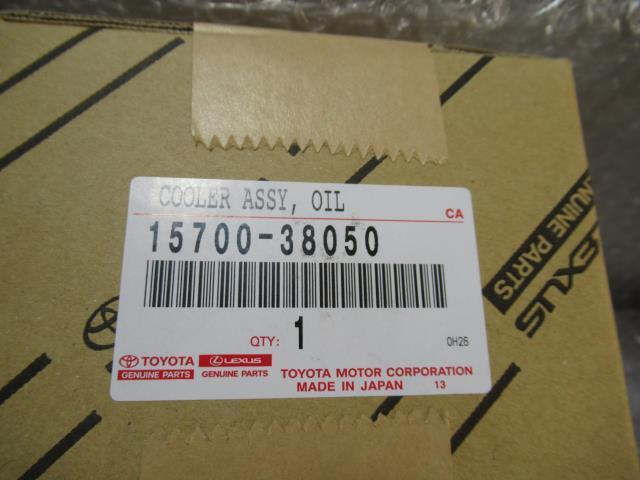 COOLER ASSY, OIL
CA
15700-38050
QTY: 1
0H26
TOYOTA LEXUS
GENUINE PARTS GENUINE PARTS
TOYOTA MOTOR CORPORATION
MADE IN JAPAN 13
GENUINE PARTS
LEXUS